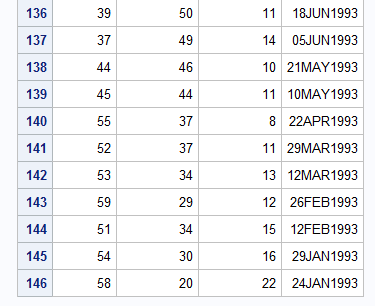 136 39 50 11 18JUN1993
137 37 49 14 05JUN1993
138 44 46 10 21MAY1993
139 45 44 11 10MAY1993
140 55 37 8 22APR1993
141 52 37 11 29MAR1993
142 53 34 13 12MAR1993
143 59 29 12 26FEB1993
144 51 34 15 12FEB1993
145 54 30 16 29JAN1993
146 58 20 22 24JAN1993